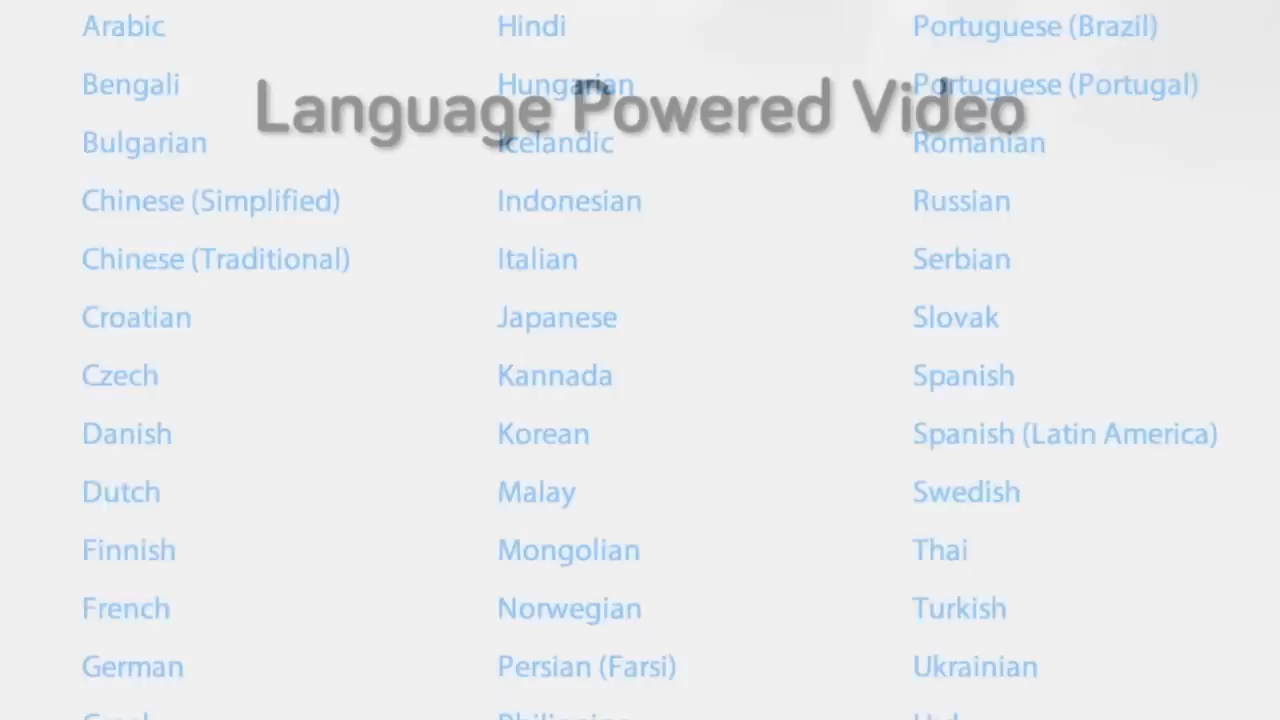 Language Powered Video
Arabic
Bengali
Bulgarian
Chinese (Simplified)
Chinese (Traditional)
Croatian
Czech
Danish
Dutch
Finnish
French
German
Hindi
Hungarian
Icelandic
Indonesian
Italian
Japanese
Kannada
Korean
Malay
Mongolian
Norwegian
Persian (Farsi)
Portuguese (Brazil)
Portuguese (Portugal)
Romanian
Russian
Serbian
Slovak
Spanish
Spanish (Latin America)
Swedish
Thai
Turkish
Ukrainian